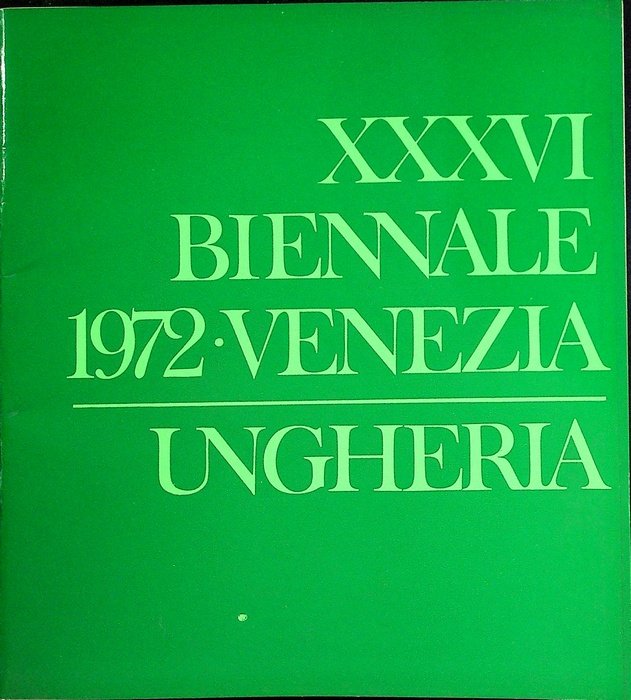 XXXVI
BIENNALE
1972·VENEZIA
UNGHERIA